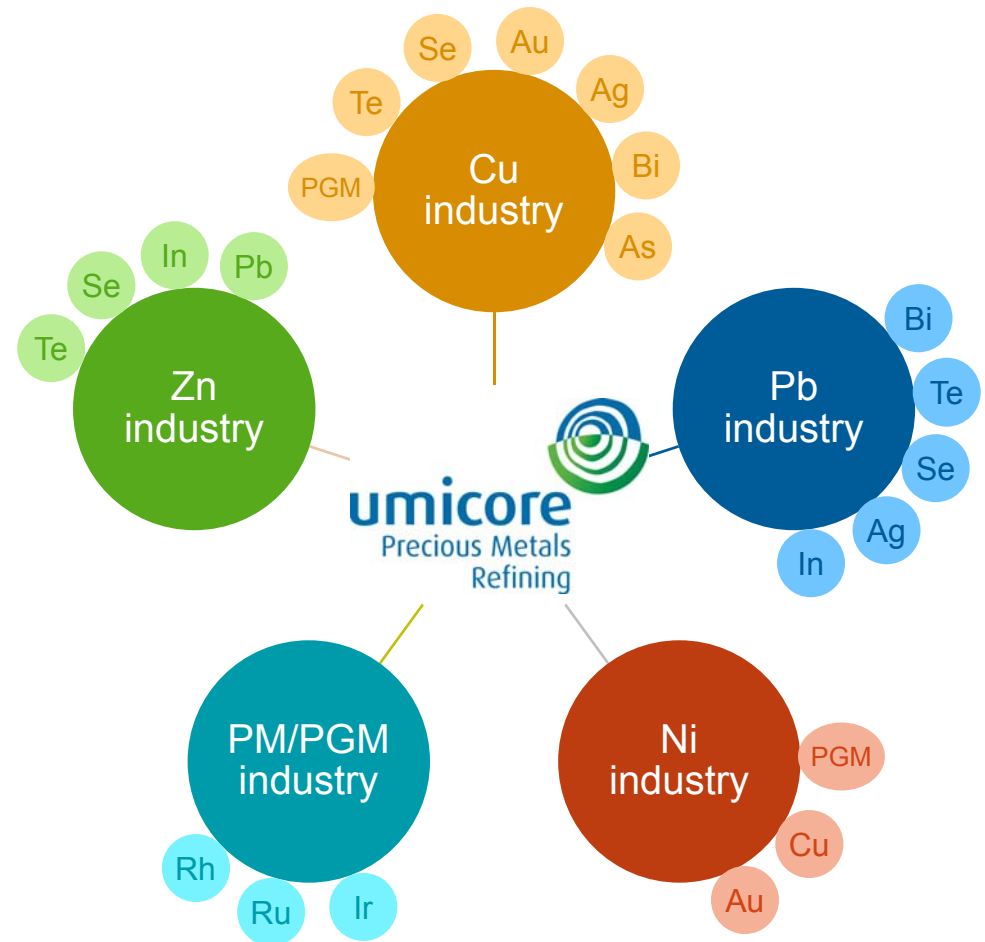 Se
Au
Te
Ag
PGM
Cu
industry
Bi
As
In
Pb
Se
Te
Zn
industry
Bi
Pb
industry
Te
Se
Ag
In
umicore
Precious Metals
Refining
PM/PGM
industry
Rh
Ru
Ir
Ni
industry
PGM
Cu
Au